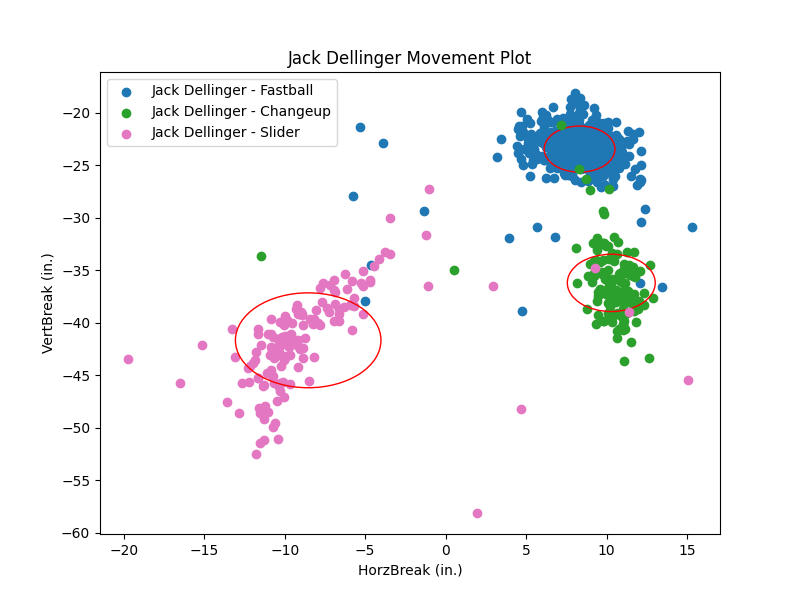 Jack Dellinger Movement Plot
Jack Dellinger - Fastball
Jack Dellinger - Changeup
Jack Dellinger - Slider
VertBreak (in.)
−20
−25
−30
−35
−40
−45
−50
−55
−60
−20 −15 −10 −5 0 5 10 15
HorzBreak (in.)